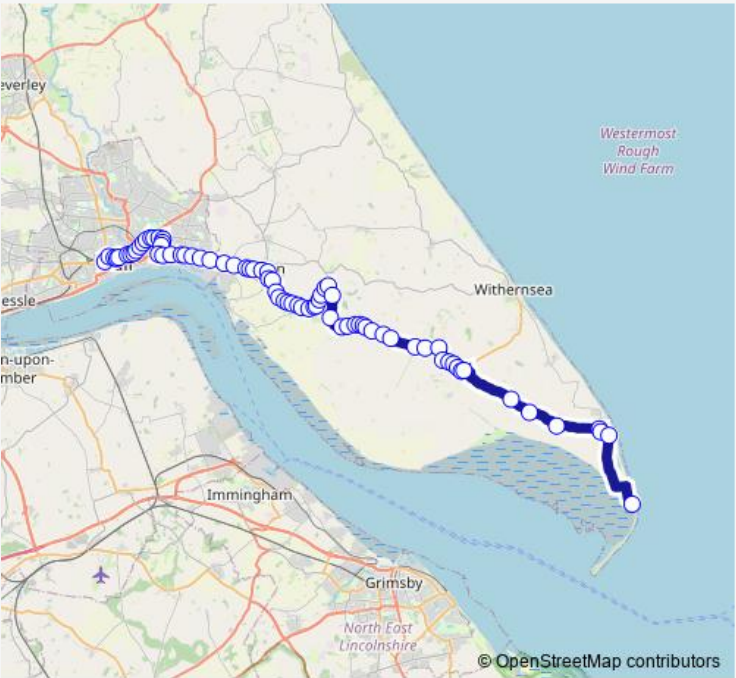 everley
Westermost
Rough
Wind Farm
Withernsea
essle
n-upon-
mber
Immingham
Grimsby
North East
Lincolnshire
© OpenStreetMap contributors